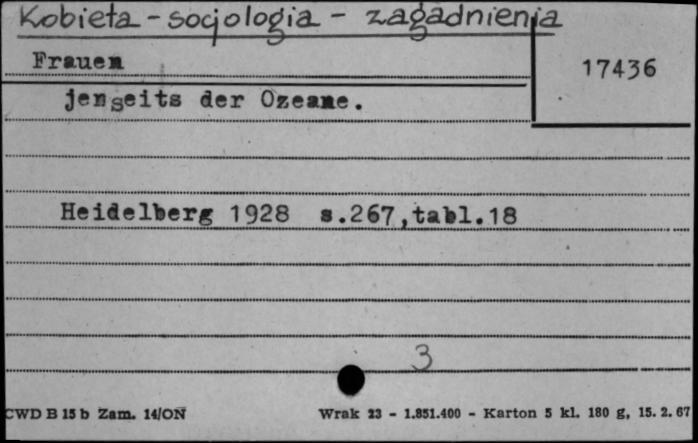 Kobieta - socjologia - zagadnienia
Frauen
17436
jenseits der Ozeane.
Heidelberg 1928 s.267,tabl.18
3
CWD B 15 b Zam. 14/ON
Wrak 23 - 1.851.400 - Karton 5 kl. 180 g, 15. 2. 67